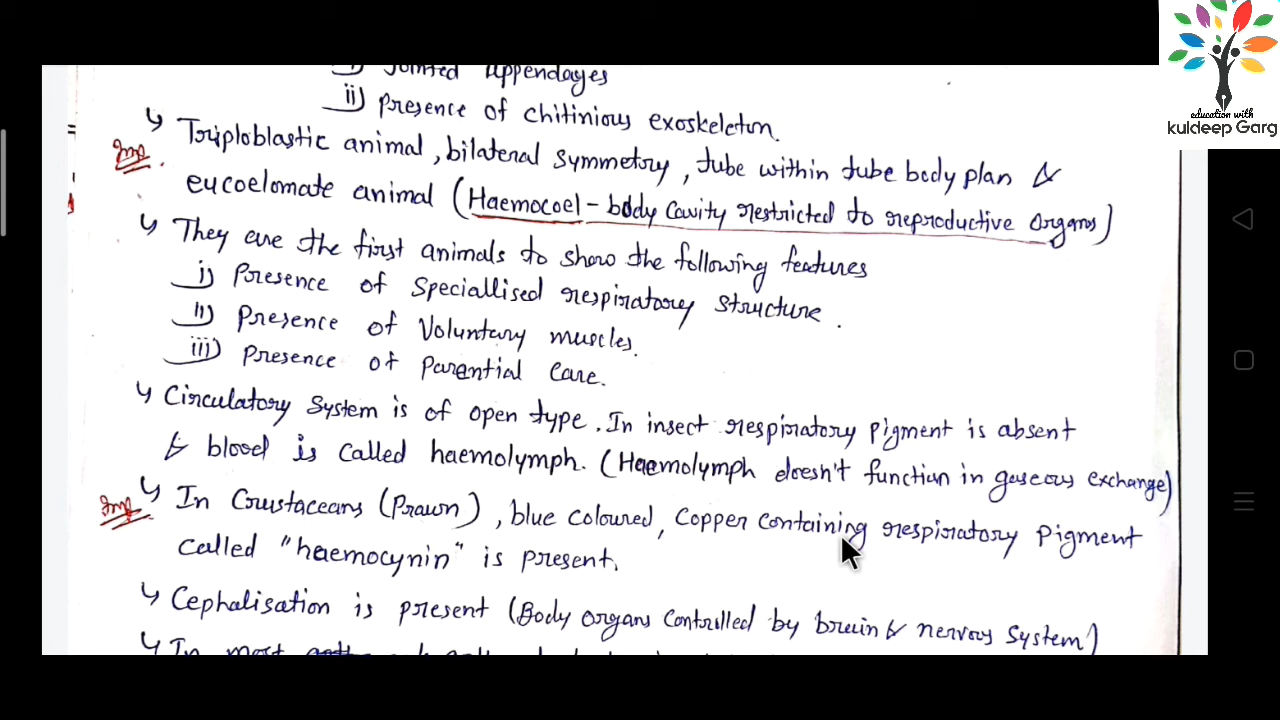 i) Jointed appendages
ii) Presence of chitinious exoskeleton.
↳ Triploblastic animal, bilateral symmetry, tube within tube body plan &
Imp.
eucoelomate animal (Haemocoel - body cavity restricted to reproductive organs)
↳ They are the first animals to show the following features
i) Presence of Speciallised respiratory structure.
ii) Presence of Voluntary muscles.
iii) Presence of Parential Care.
↳ Circulatory System is of open type. In insect respiratory pigment is absent
& blood is called haemolymph. (Haemolymph doesn't function in gaseous exchange)
Imp
↳ In Crustaceans (Prawn), blue coloured, Copper containing respiratory pigment
called "haemocynin" is present.
↳ Cephalisation is present (Body organs controlled by brain & nervous system)
↳ In most
education with
kuldeep Garg